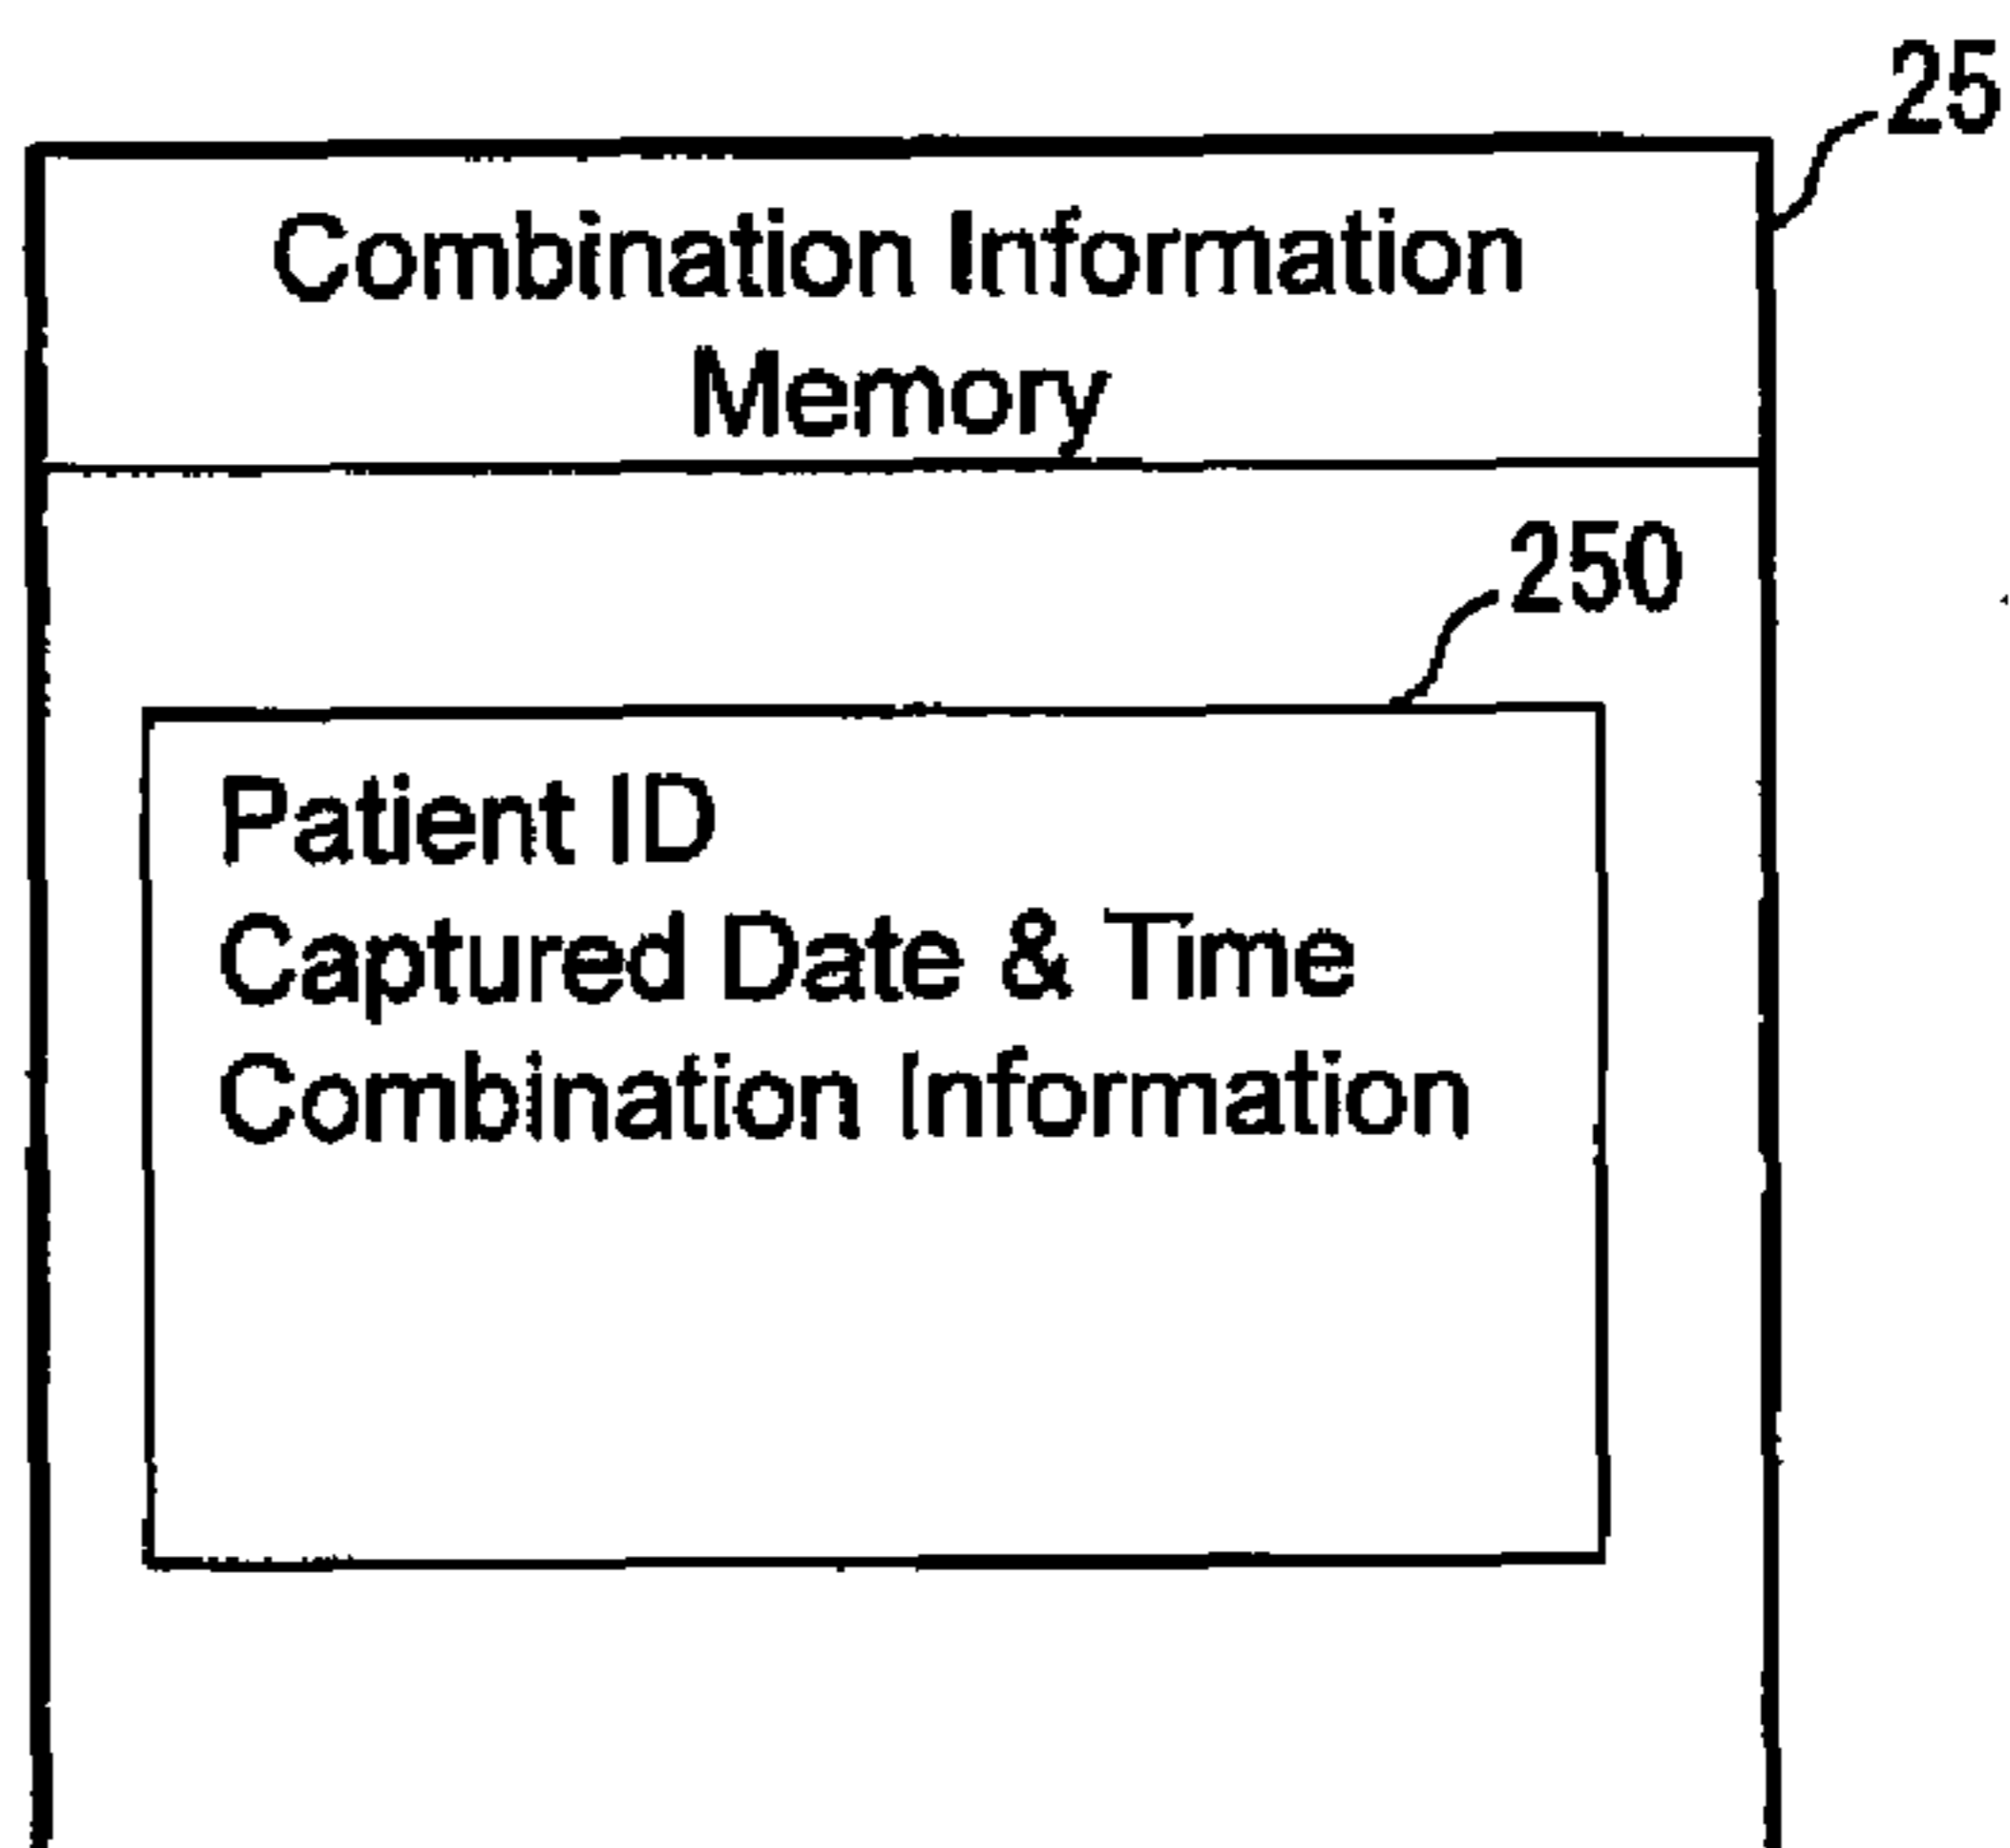 25
Combination Information
Memory
250
Patient ID
Captured Date & Time
Combination Information